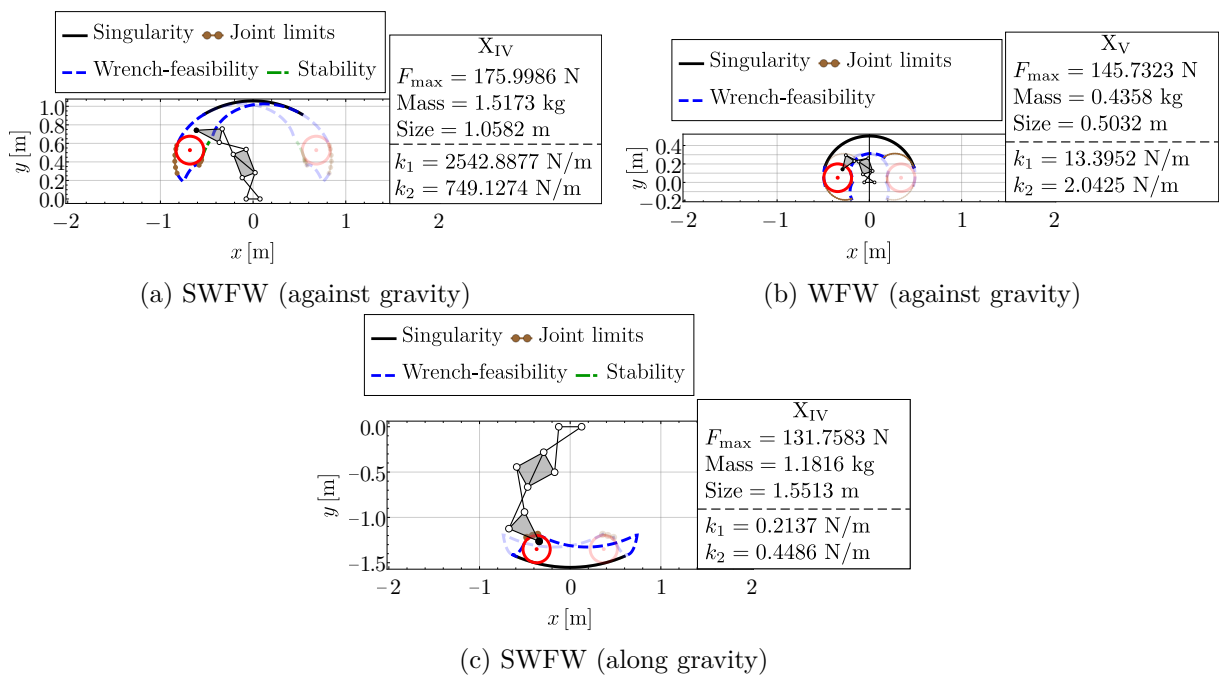 Singularity Joint limits
Wrench-feasibility Stability
X_IV
F_max = 175.9986 N
Mass = 1.5173 kg
Size = 1.0582 m
k_1 = 2542.8877 N/m
k_2 = 749.1274 N/m
1.0
0.8
0.6
0.4
0.2
0.0
y [m]
−2 −1 0 1 2
x [m]
(a) SWFW (against gravity)
Singularity Joint limits
Wrench-feasibility
X_V
F_max = 145.7323 N
Mass = 0.4358 kg
Size = 0.5032 m
k_1 = 13.3952 N/m
k_2 = 2.0425 N/m
0.4
0.2
0.0
−0.2
y [m]
−2 −1 0 1 2
x [m]
(b) WFW (against gravity)
Singularity Joint limits
Wrench-feasibility Stability
X_IV
F_max = 131.7583 N
Mass = 1.1816 kg
Size = 1.5513 m
k_1 = 0.2137 N/m
k_2 = 0.4486 N/m
0.0
−0.5
−1.0
−1.5
y [m]
−2 −1 0 1 2
x [m]
(c) SWFW (along gravity)